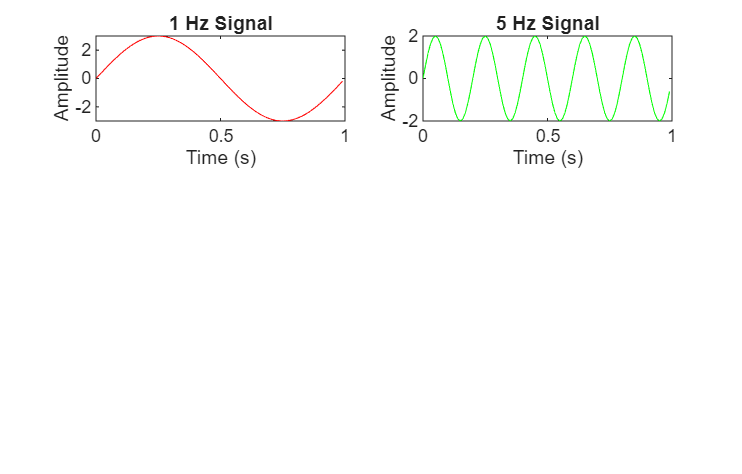 1 Hz Signal
Amplitude
2
0
-2
0 0.5 1
Time (s)
5 Hz Signal
Amplitude
2
0
-2
0 0.5 1
Time (s)